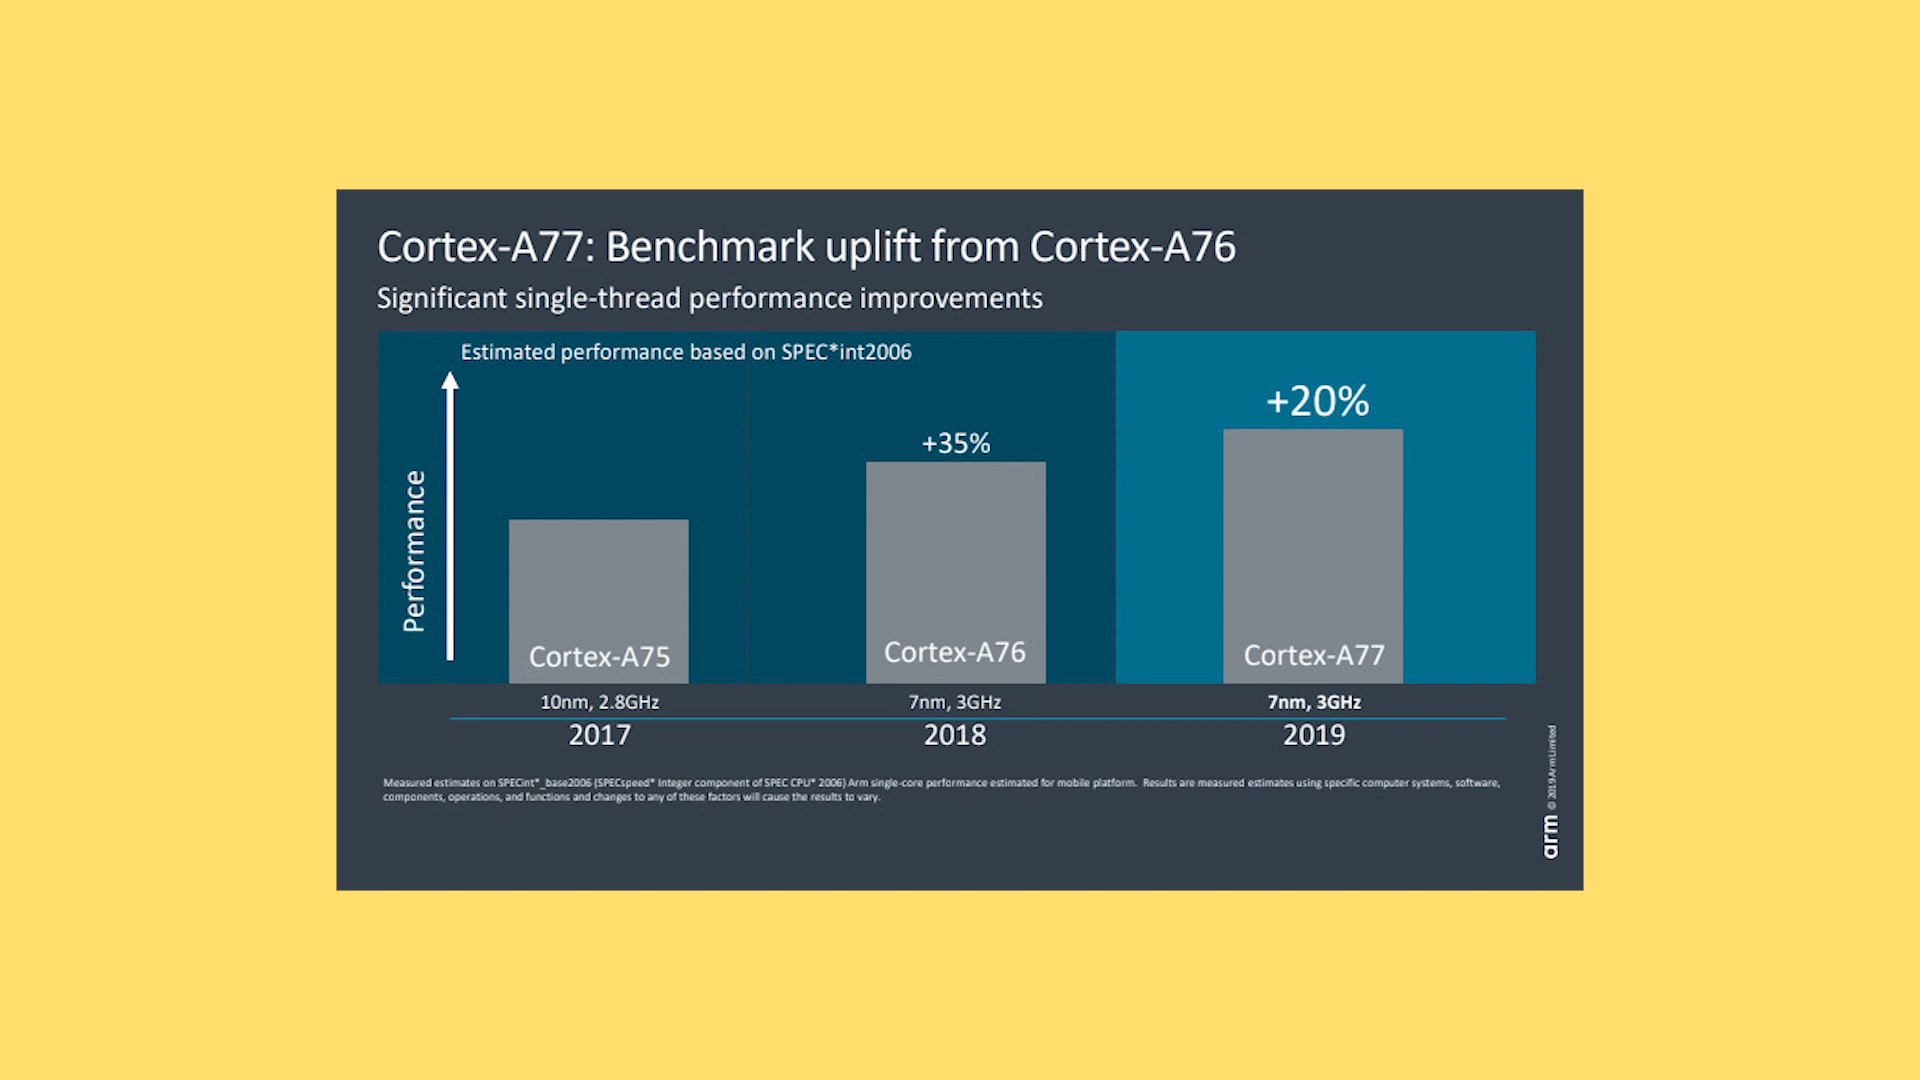 Cortex-A77: Benchmark uplift from Cortex-A76
Significant single-thread performance improvements
Estimated performance based on SPEC*int2006
Performance
+35%
+20%
Cortex-A75
Cortex-A76
Cortex-A77
10nm, 2.8GHz
7nm, 3GHz
7nm, 3GHz
2017
2018
2019
Measured estimates on SPECint*_base2006 (SPECspeed* Integer component of SPEC CPU* 2006) Arm single-core performance estimated for mobile platform. Results are measured estimates using specific computer systems, software,
components, operations, and functions and changes to any of these factors will cause the results to vary.
arm © 2019 Arm Limited